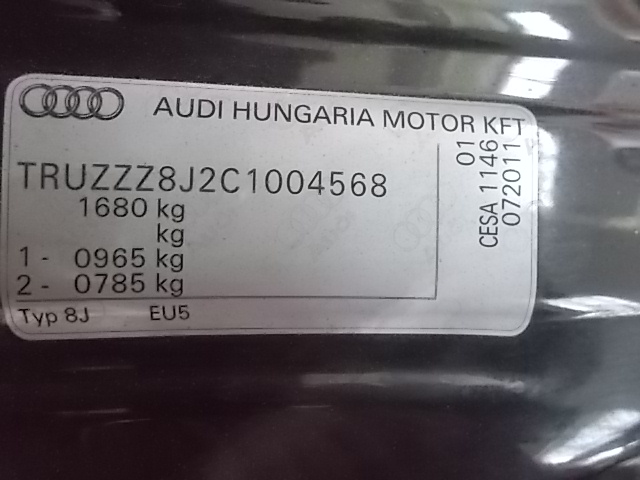 AUDI HUNGARIA MOTOR KFT
TRUZZZ8J2C1004568
1680 kg
kg
1 - 0965 kg
2 - 0785 kg
Typ 8J EU5
CESA 1146 01
072011